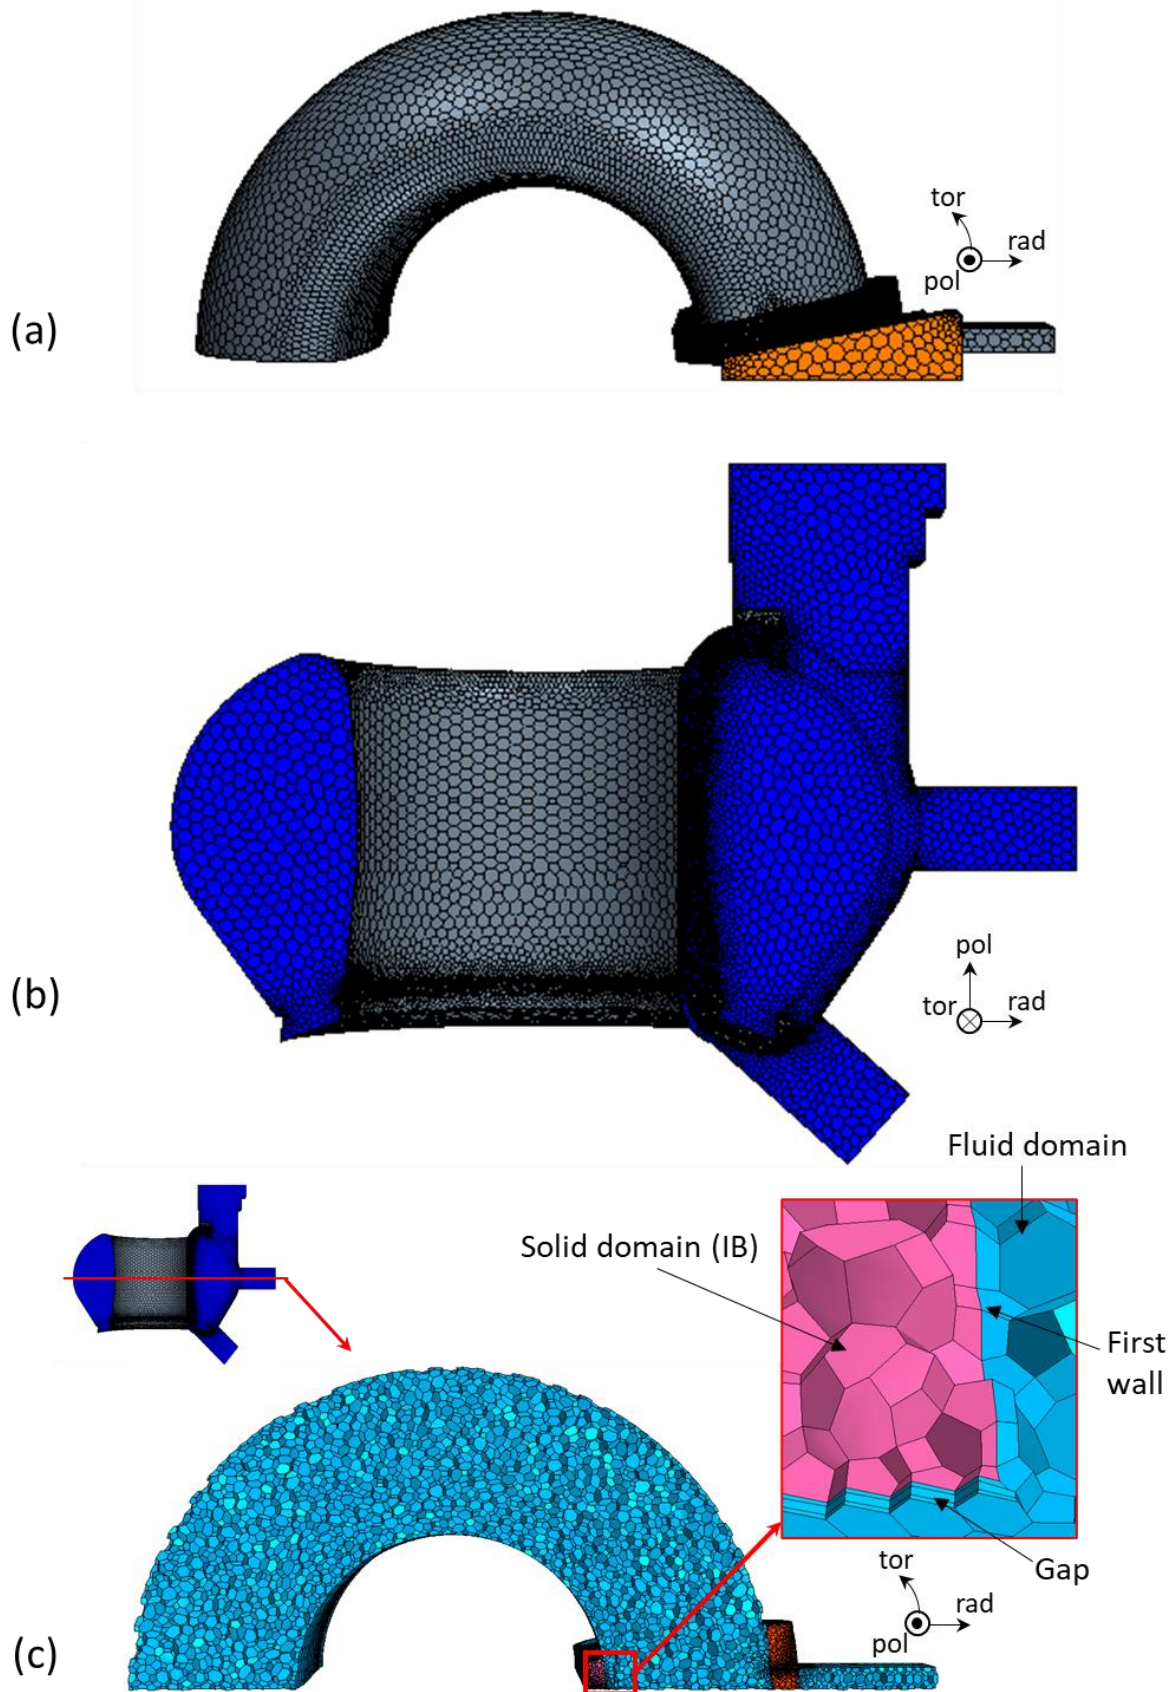 tor
rad
pol
(a)
pol
(b)
tor
rad
Fluid domain
Solid domain (IB)
First
wall
Gap
tor
rad
pol
(c)